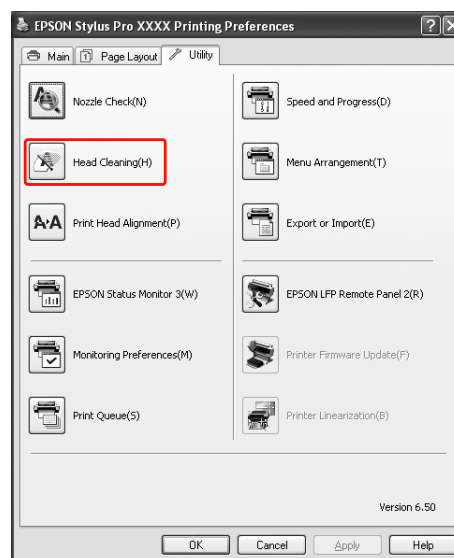 EPSON Stylus Pro XXXX Printing Preferences
Main
Page Layout
Utility
Nozzle Check(N)
Speed and Progress(D)
Head Cleaning(H)
Menu Arrangement(T)
Print Head Alignment(P)
Export or Import(E)
EPSON Status Monitor 3(W)
EPSON LFP Remote Panel 2(R)
Monitoring Preferences(M)
Printer Firmware Update(F)
Print Queue(S)
Printer Linearization(B)
Version 6.50
OK
Cancel
Apply
Help